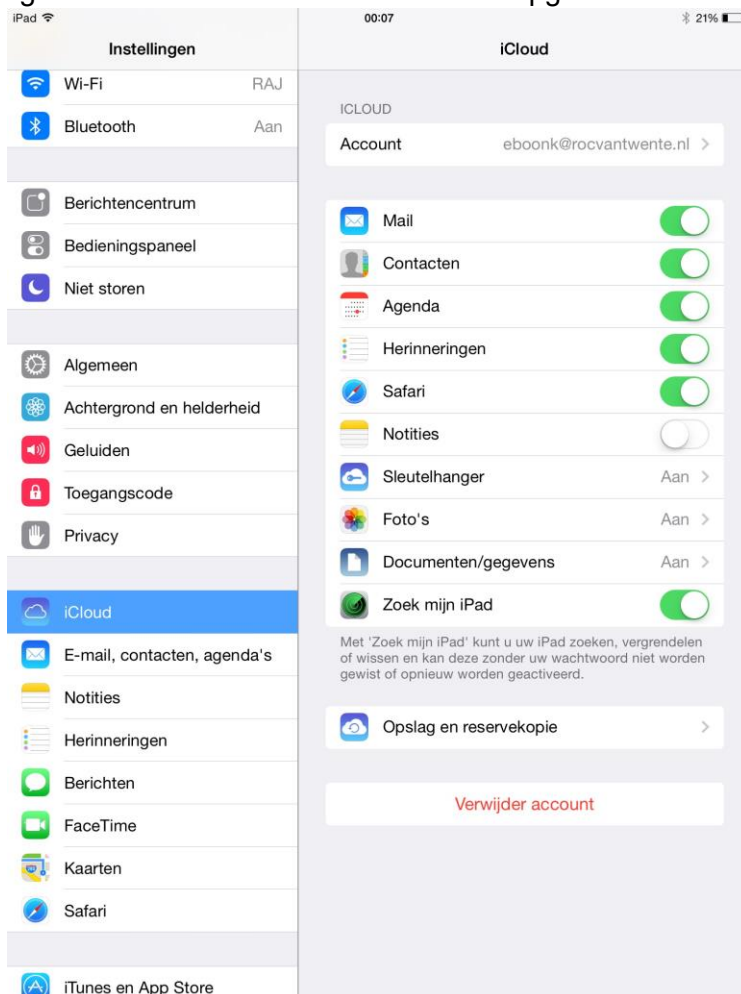 iPad
00:07
21%
Instellingen
Wi-Fi RAJ
Bluetooth Aan
Berichtencentrum
Bedieningspaneel
Niet storen
Algemeen
Achtergrond en helderheid
Geluiden
Toegangscode
Privacy
iCloud
E-mail, contacten, agenda's
Notities
Herinneringen
Berichten
FaceTime
Kaarten
Safari
iTunes en App Store
iCloud
ICLOUD
Account eboonk@rocvantwente.nl
Mail
Contacten
Agenda
Herinneringen
Safari
Notities
Sleutelhanger Aan
Foto's Aan
Documenten/gegevens Aan
Zoek mijn iPad
Met 'Zoek mijn iPad' kunt u uw iPad zoeken, vergrendelen
of wissen en kan deze zonder uw wachtwoord niet worden
gewist of opnieuw worden geactiveerd.
Opslag en reservekopie
Verwijder account